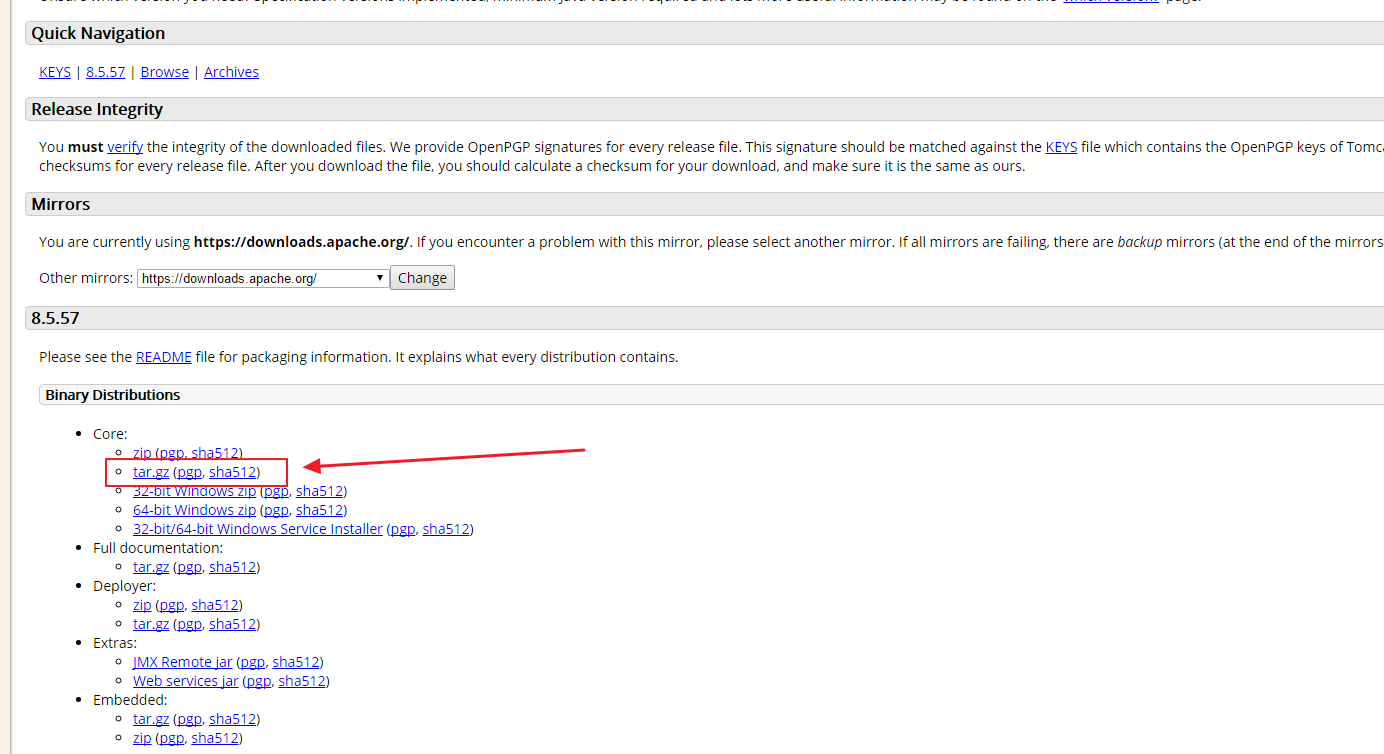 Quick Navigation
KEYS | 8.5.57 | Browse | Archives
Release Integrity
You must verify the integrity of the downloaded files. We provide OpenPGP signatures for every release file. This signature should be matched against the KEYS file which contains the OpenPGP keys of Tomc
checksums for every release file. After you download the file, you should calculate a checksum for your download, and make sure it is the same as ours.
Mirrors
You are currently using https://downloads.apache.org/. If you encounter a problem with this mirror, please select another mirror. If all mirrors are failing, there are backup mirrors (at the end of the mirrors
Other mirrors: https://downloads.apache.org/ Change
8.5.57
Please see the README file for packaging information. It explains what every distribution contains.
Binary Distributions
Core:
zip (pgp, sha512)
tar.gz (pgp, sha512)
32-bit Windows zip (pgp, sha512)
64-bit Windows zip (pgp, sha512)
32-bit/64-bit Windows Service Installer (pgp, sha512)
Full documentation:
tar.gz (pgp, sha512)
Deployer:
zip (pgp, sha512)
tar.gz (pgp, sha512)
Extras:
JMX Remote jar (pgp, sha512)
Web services jar (pgp, sha512)
Embedded:
tar.gz (pgp, sha512)
zip (pgp, sha512)